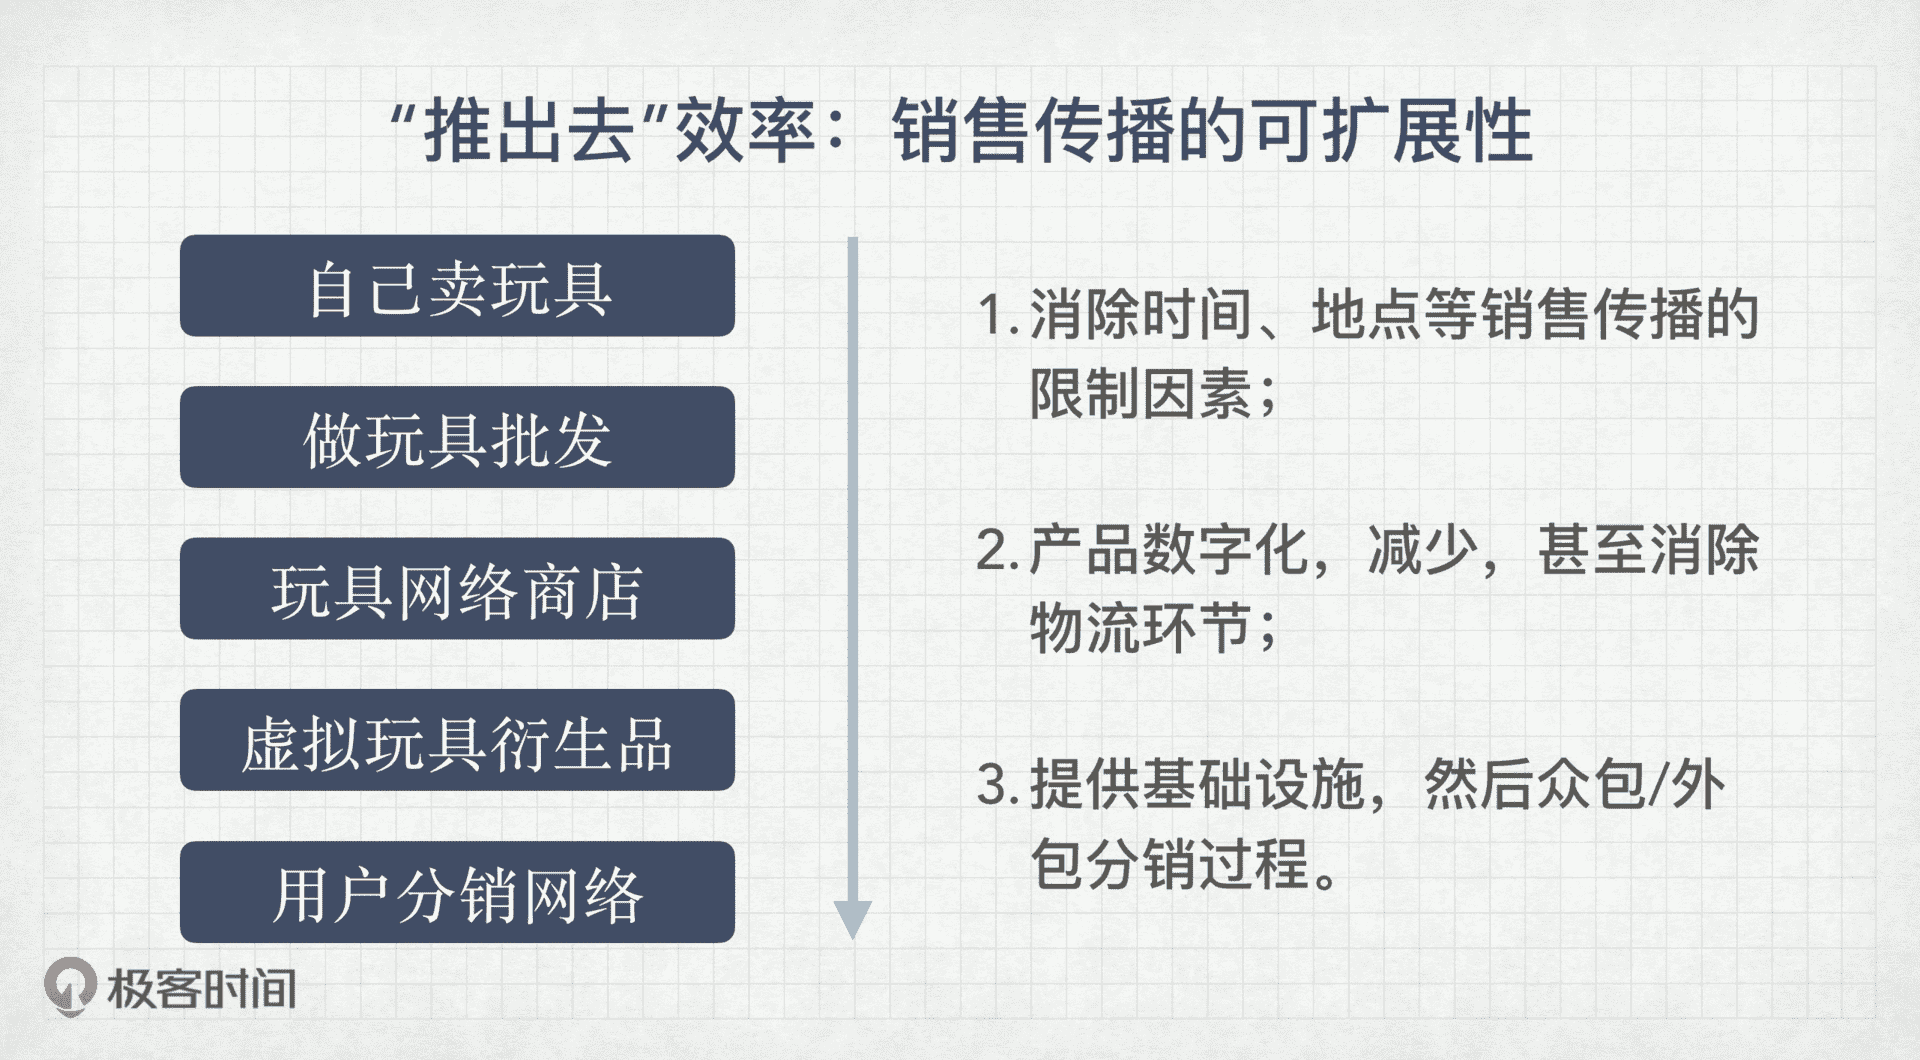 “推出去”效率：销售传播的可扩展性
自己卖玩具
做玩具批发
玩具网络商店
虚拟玩具衍生品
用户分销网络
1. 消除时间、地点等销售传播的
限制因素；
2. 产品数字化，减少，甚至消除
物流环节；
3. 提供基础设施，然后众包/外
包分销过程。
极客时间